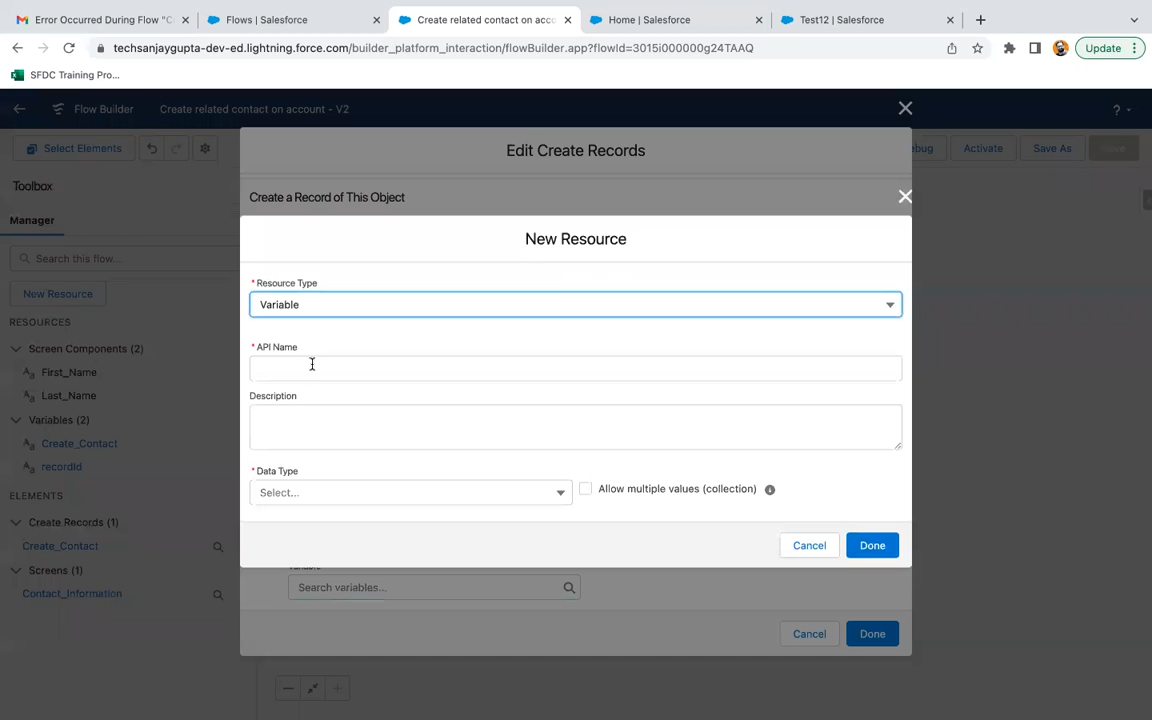 Error Occurred During Flow "C
Flows | Salesforce
Create related contact on acco
Home | Salesforce
Test12 | Salesforce
techsanjaygupta-dev-ed.lightning.force.com/builder_platform_interaction/flowBuilder.app?flowId=3015i000000g24TAAQ
Update
SFDC Training Pro...
Flow Builder
Create related contact on account - V2
?
Select Elements
Edit Create Records
Activate
Save As
Save
Toolbox
Create a Record of This Object
Manager
New Resource
Search this flow...
* Resource Type
New Resource
Variable
RESOURCES
Screen Components (2)
* API Name
First_Name
Last_Name
Description
Variables (2)
Create_Contact
recordId
* Data Type
Select...
Allow multiple values (collection)
ELEMENTS
Create Records (1)
Create_Contact
Cancel
Done
Screens (1)
Contact_Information
Search variables...
Cancel
Done